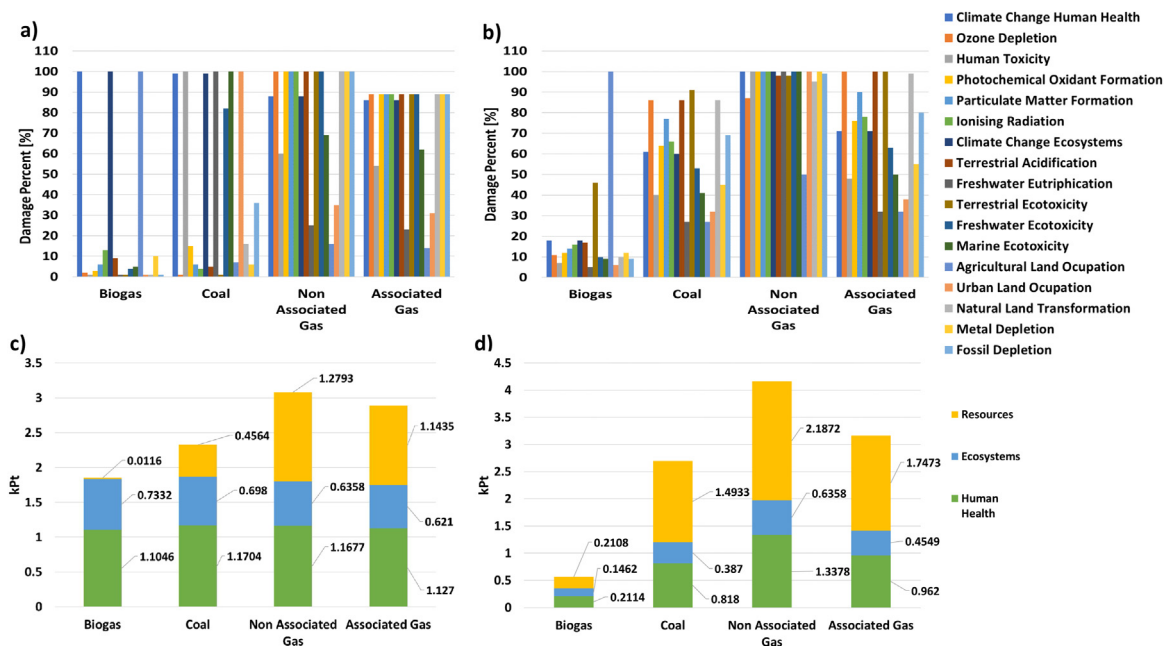 a)
Damage Percent [%]
110
100
90
80
70
60
50
40
30
20
10
0
Biogas
Coal
Non
Associated
Gas
Associated
Gas
b)
Damage Percent [%]
110
100
90
80
70
60
50
40
30
20
10
0
Biogas
Coal
Non
Associated
Gas
Associated
Gas
Climate Change Human Health
Ozone Depletion
Human Toxicity
Photochemical Oxidant Formation
Particulate Matter Formation
Ionising Radiation
Climate Change Ecosystems
Terrestrial Acidification
Freshwater Eutriphication
Terrestrial Ecotoxicity
Freshwater Ecotoxicity
Marine Ecotoxicity
Agricultural Land Ocupation
Urban Land Ocupation
Natural Land Transformation
Metal Depletion
Fossil Depletion
c)
kPt
3.5
3
2.5
2
1.5
1
0.5
0
0.0116
0.7332
1.1046
0.4564
0.698
1.1704
1.2793
0.6358
1.1677
1.1435
0.621
1.127
Biogas
Coal
Non Associated
Gas
Associated Gas
d)
kPt
4.5
4
3.5
3
2.5
2
1.5
1
0.5
0
0.2108
0.1462
0.2114
1.4933
0.387
0.818
2.1872
0.6358
1.3378
1.7473
0.4549
0.962
Biogas
Coal
Non Associated
Gas
Associated Gas
Resources
Ecosystems
Human
Health